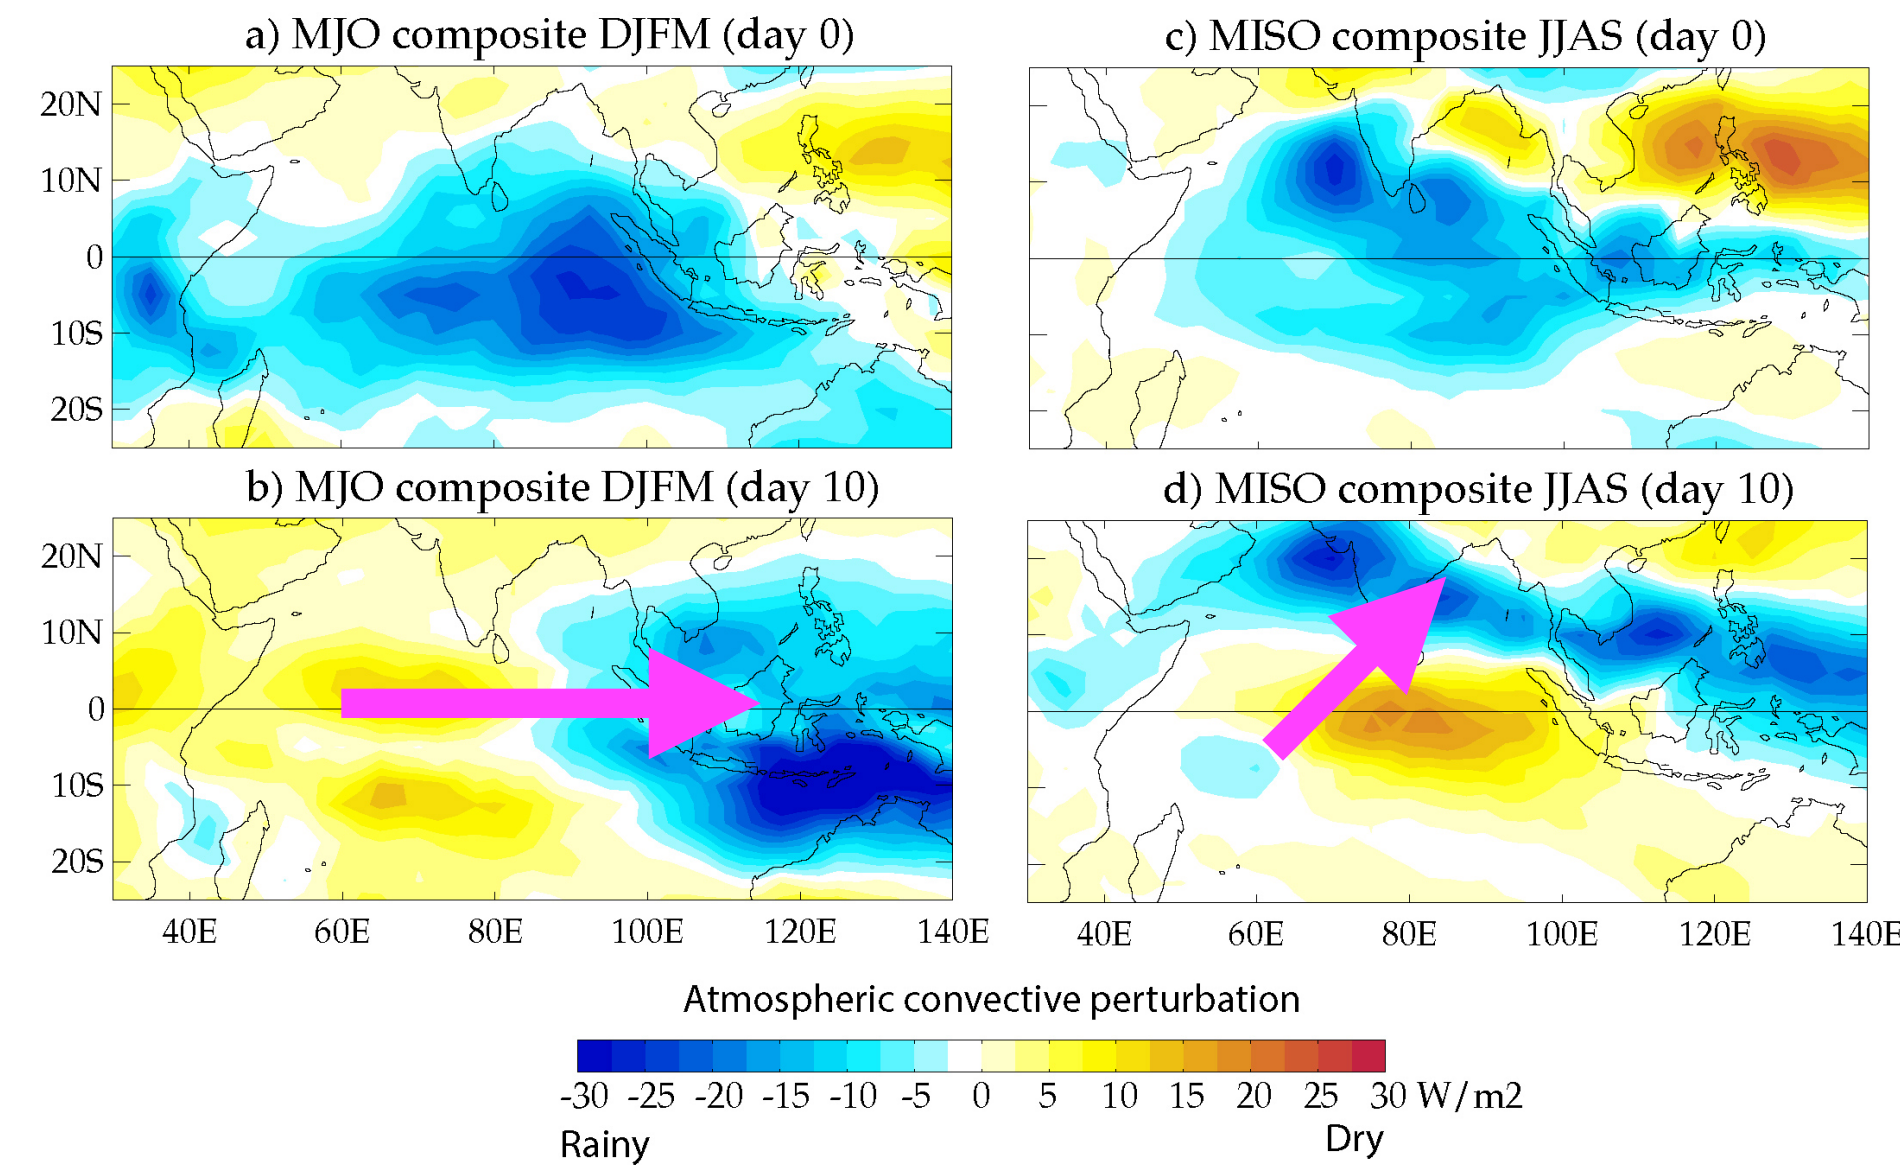 a) MJO composite DJFM (day 0)
20N
10N
0
10S
20S
c) MISO composite JJAS (day 0)
b) MJO composite DJFM (day 10)
20N
10N
0
10S
20S
40E 60E 80E 100E 120E 140E
d) MISO composite JJAS (day 10)
40E 60E 80E 100E 120E 140E
Atmospheric convective perturbation
-30 -25 -20 -15 -10 -5 0 5 10 15 20 25 30 W/m2
Rainy Dry